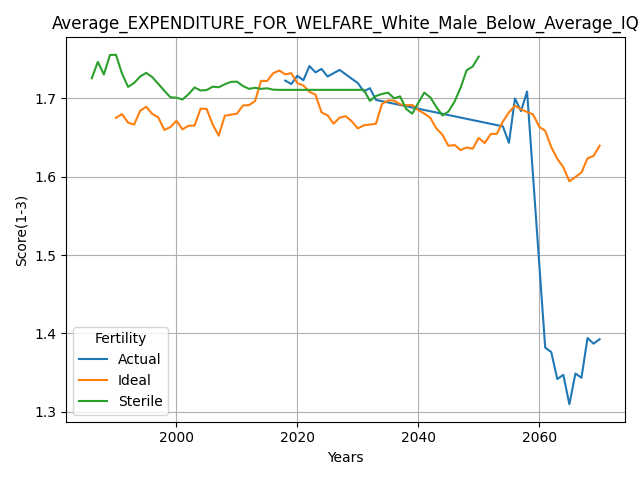 Average_EXPENDITURE_FOR_WELFARE_White_Male_Below_Average_IQ
Score(1-3)
1.7
1.6
1.5
1.4
1.3
Fertility
Actual
Ideal
Sterile
2000 2020 2040 2060
Years